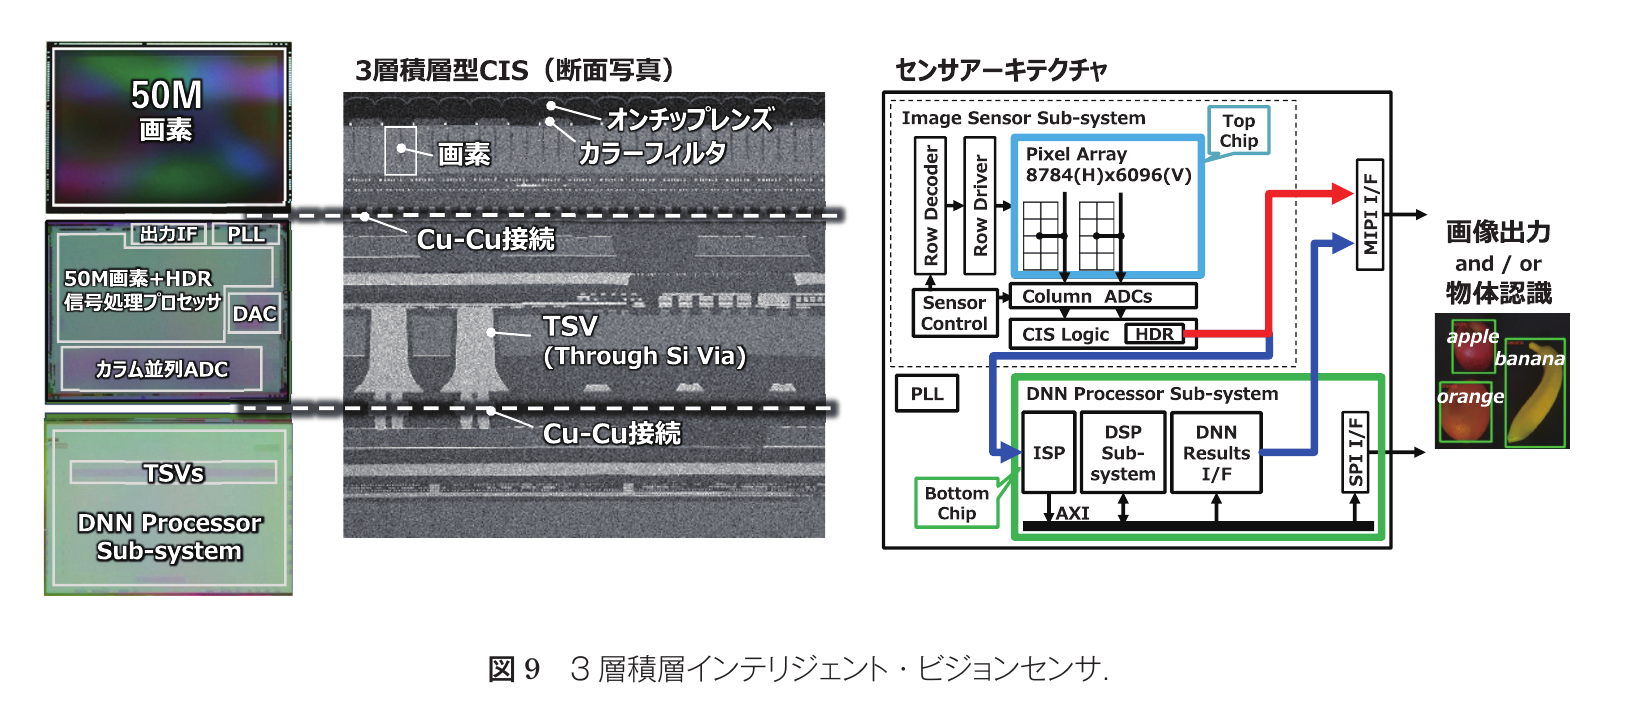 50M
画素
出力IF
PLL
50M画素+HDR
信号処理プロセッサ
DAC
カラム並列ADC
TSVs
DNN Processor
Sub-system
3層積層型CIS（断面写真）
オンチップレンズ
カラーフィルタ
画素
Cu-Cu接続
TSV
(Through Si Via)
Cu-Cu接続
センサアーキテクチャ
Image Sensor Sub-system
Top
Chip
Row Decoder
Row Driver
Pixel Array
8784(H)x6096(V)
Sensor
Control
Column ADCs
CIS Logic
HDR
MIPI I/F
PLL
DNN Processor Sub-system
ISP
DSP
Sub-
system
DNN
Results
I/F
SPI I/F
Bottom
Chip
AXI
画像出力
and / or
物体認識
apple
banana
orange
図 9　3 層積層インテリジェント・ビジョンセンサ.